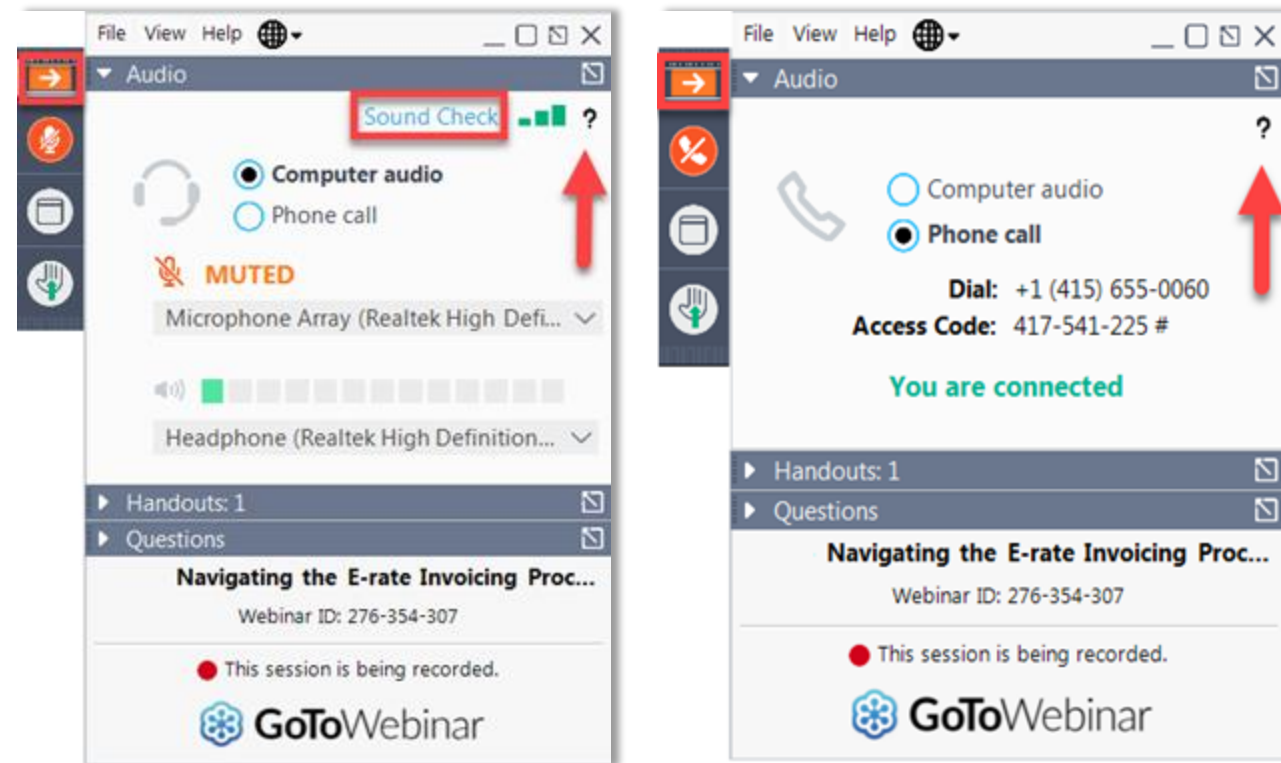 File View Help
Audio
Sound Check ?
Computer audio
Phone call
MUTED
Microphone Array (Realtek High Defi...
Headphone (Realtek High Definition...
Handouts: 1
Questions
Navigating the E-rate Invoicing Proc...
Webinar ID: 276-354-307
This session is being recorded.
GoToWebinar
File View Help
Audio
?
Computer audio
Phone call
Dial: +1 (415) 655-0060
Access Code: 417-541-225 #
You are connected
Handouts: 1
Questions
Navigating the E-rate Invoicing Proc...
Webinar ID: 276-354-307
This session is being recorded.
GoToWebinar